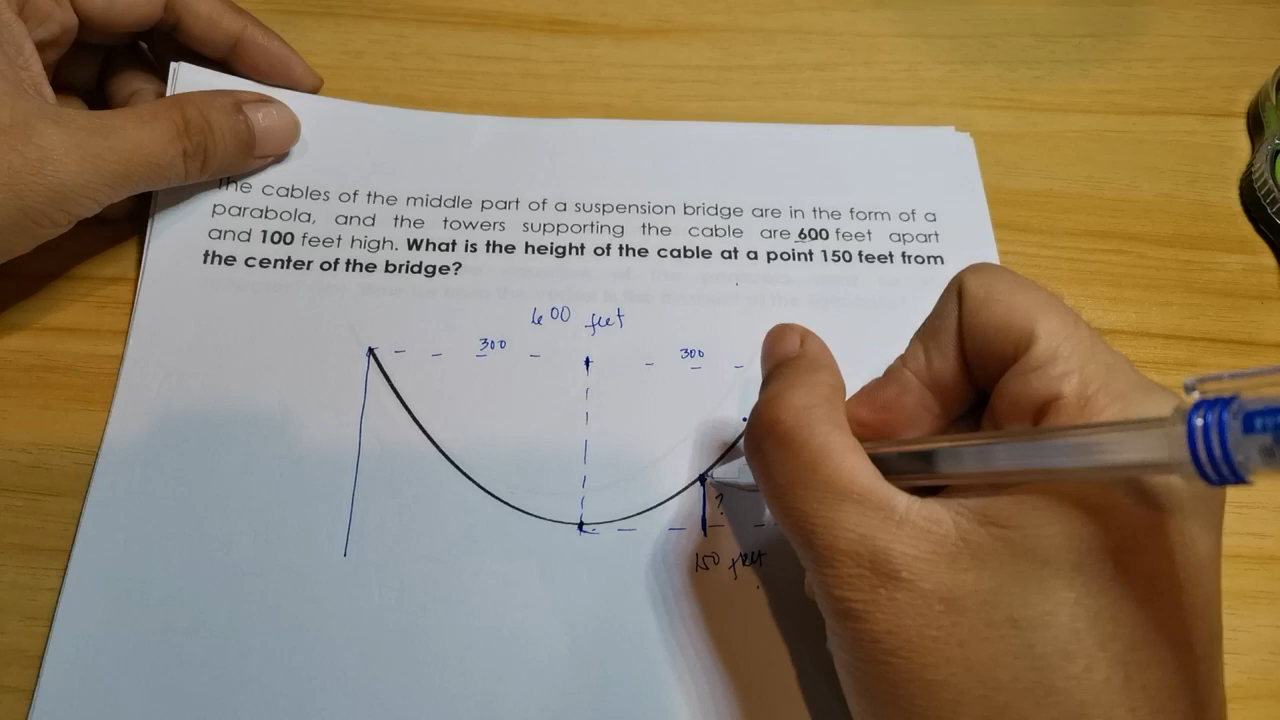 The cables of the middle part of a suspension bridge are in the form of a
parabola, and the towers supporting the cable are 600 feet apart
and 100 feet high. What is the height of the cable at a point 150 feet from
the center of the bridge?
600 feet
300 300
?
150 feet